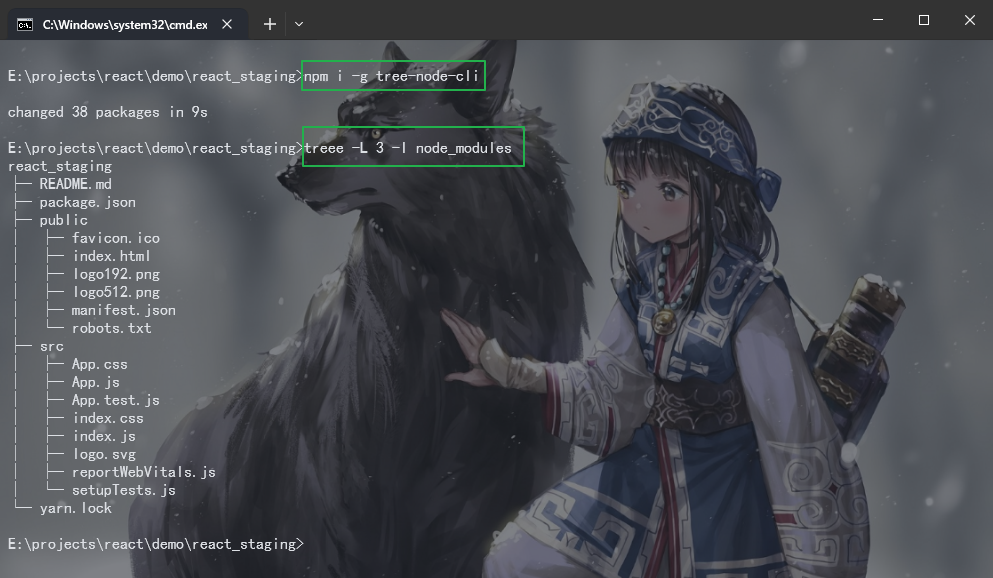 C:\Windows\system32\cmd.ex
E:\projects\react\demo\react_staging>npm i -g tree-node-cli
changed 38 packages in 9s
E:\projects\react\demo\react_staging>treee -L 3 -I node_modules
react_staging
├── README.md
├── package.json
├── public
│   ├── favicon.ico
│   ├── index.html
│   ├── logo192.png
│   ├── logo512.png
│   ├── manifest.json
│   └── robots.txt
├── src
│   ├── App.css
│   ├── App.js
│   ├── App.test.js
│   ├── index.css
│   ├── index.js
│   ├── logo.svg
│   ├── reportWebVitals.js
│   └── setupTests.js
└── yarn.lock
E:\projects\react\demo\react_staging>